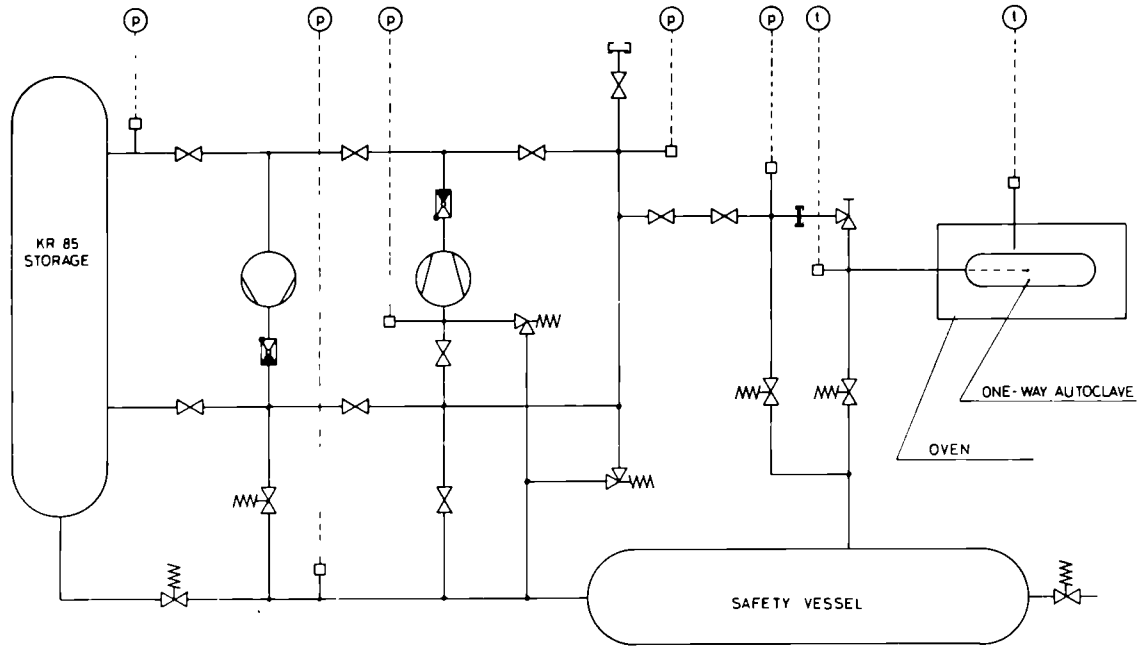 p
p
p
p
p
t
t
KR 85
STORAGE
ONE-WAY AUTOCLAVE
OVEN
SAFETY VESSEL